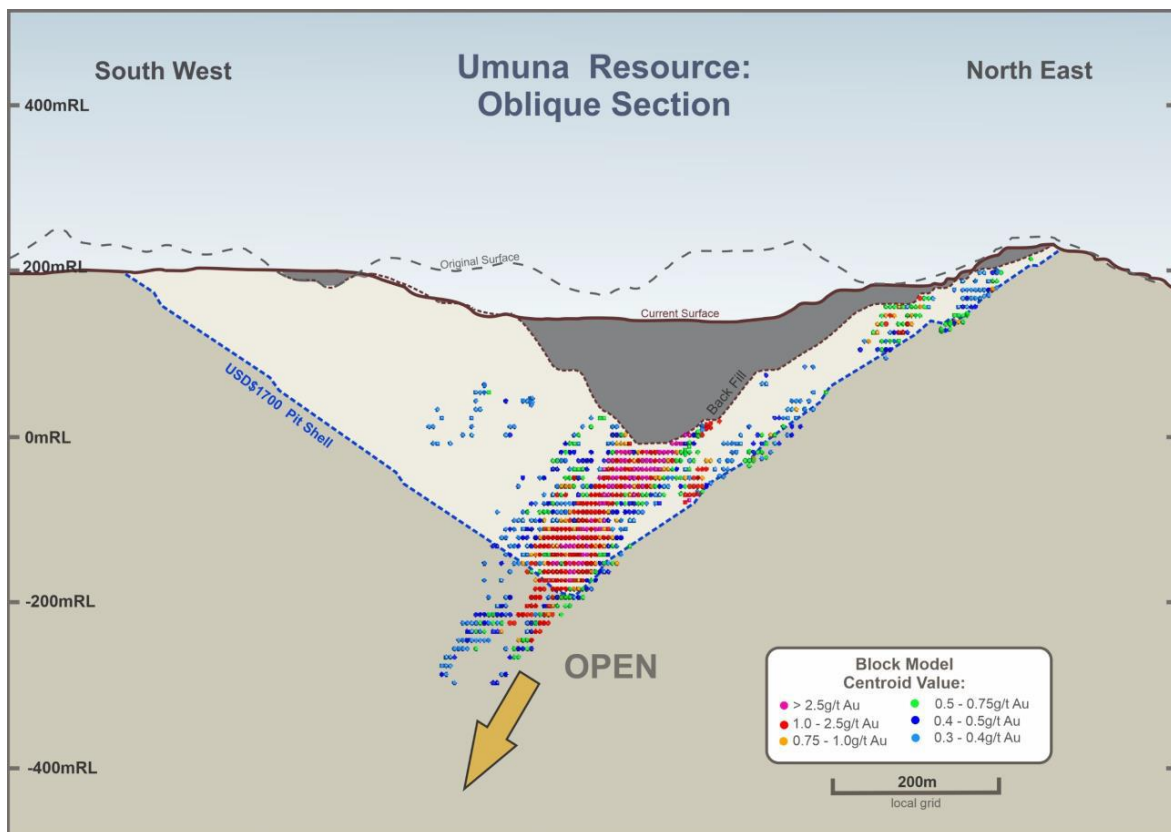 South West
Umuna Resource:
Oblique Section
North East
400mRL
200mRL
Original Surface
Current Surface
USD$1700 Pit Shell
Back Fill
0mRL
-200mRL
OPEN
-400mRL
Block Model
Centroid Value:
> 2.5g/t Au
1.0 - 2.5g/t Au
0.75 - 1.0g/t Au
0.5 - 0.75g/t Au
0.4 - 0.5g/t Au
0.3 - 0.4g/t Au
200m
local grid